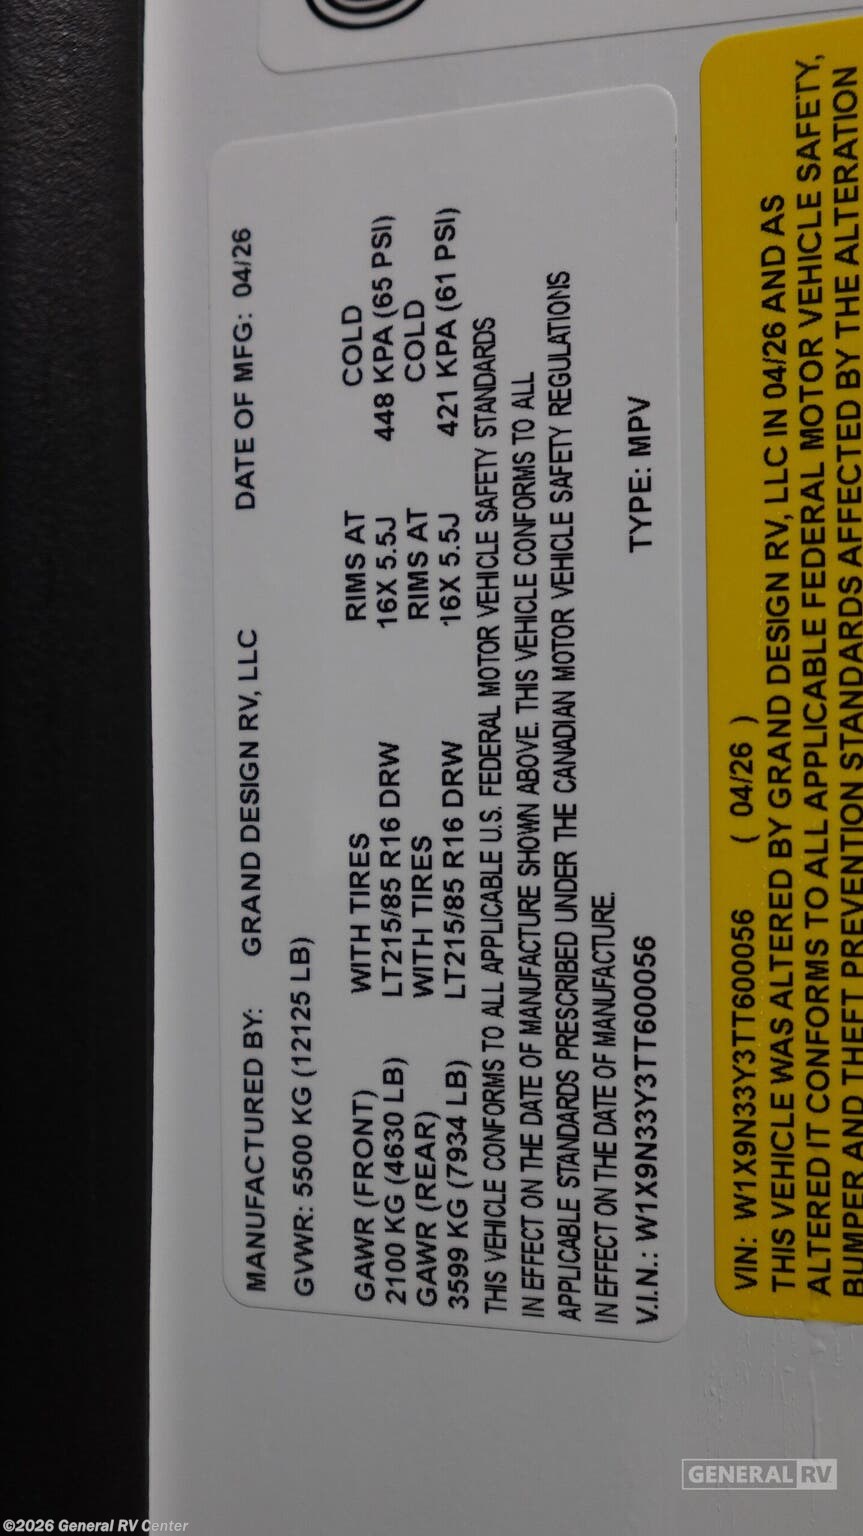 MANUFACTURED BY: GRAND DESIGN RV, LLC DATE OF MFG: 04/26
GVWR: 5500 KG (12125 LB)
GAWR (FRONT) WITH TIRES RIMS AT COLD
2100 KG (4630 LB) LT215/85 R16 DRW 16X 5.5J 448 KPA (65 PSI)
GAWR (REAR) WITH TIRES RIMS AT COLD
3599 KG (7934 LB) LT215/85 R16 DRW 16X 5.5J 421 KPA (61 PSI)
THIS VEHICLE CONFORMS TO ALL APPLICABLE U.S. FEDERAL MOTOR VEHICLE SAFETY STANDARDS
IN EFFECT ON THE DATE OF MANUFACTURE SHOWN ABOVE. THIS VEHICLE CONFORMS TO ALL
APPLICABLE STANDARDS PRESCRIBED UNDER THE CANADIAN MOTOR VEHICLE SAFETY REGULATIONS
IN EFFECT ON THE DATE OF MANUFACTURE.
V.I.N.: W1X9N33Y3TT600056 TYPE: MPV
VIN: W1X9N33Y3TT600056 ( 04/26 )
THIS VEHICLE WAS ALTERED BY GRAND DESIGN RV, LLC IN 04/26 AND AS
ALTERED IT CONFORMS TO ALL APPLICABLE FEDERAL MOTOR VEHICLE SAFETY,
BUMPER AND THEFT PREVENTION STANDARDS AFFECTED BY THE ALTERATION
GENERAL RV
©2026 General RV Center